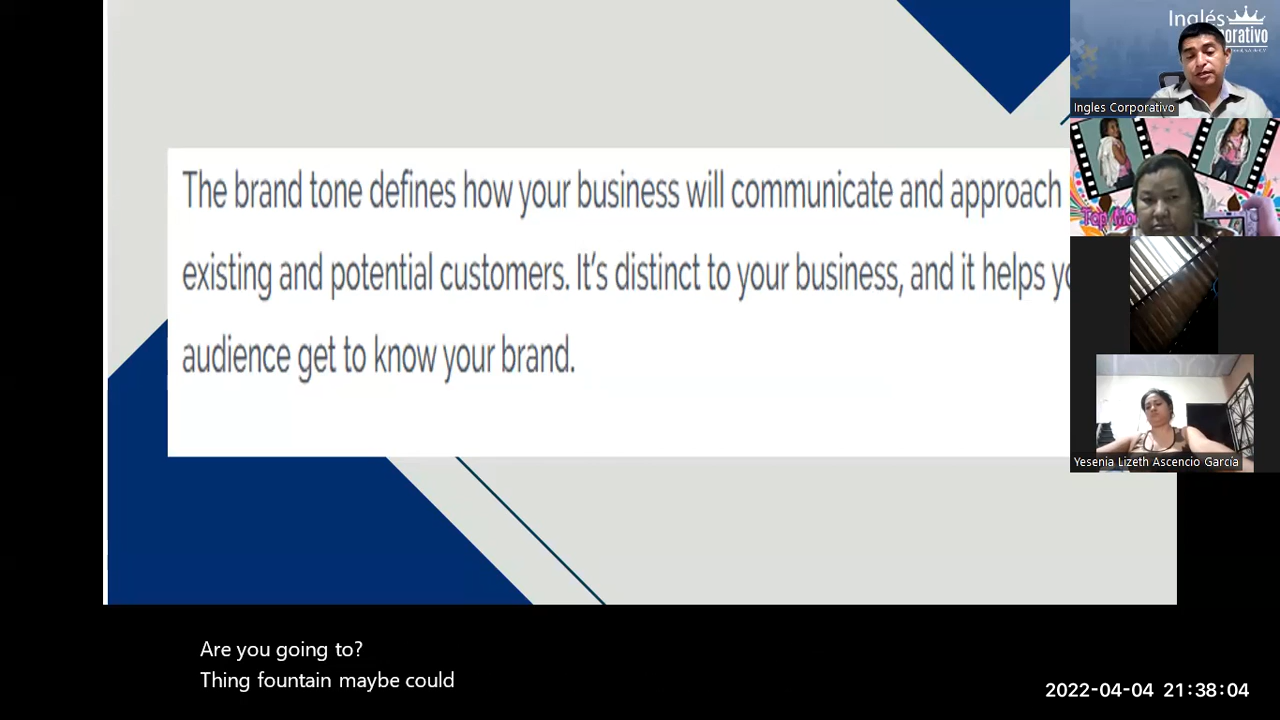 The brand tone defines how your business will communicate and approach
existing and potential customers. It's distinct to your business, and it helps
audience get to know your brand.
Inglés
Ingles Corporativo
Yesenia Lizeth Ascencio García
Are you going to?
Thing fountain maybe could
2022-04-04 21:38:04